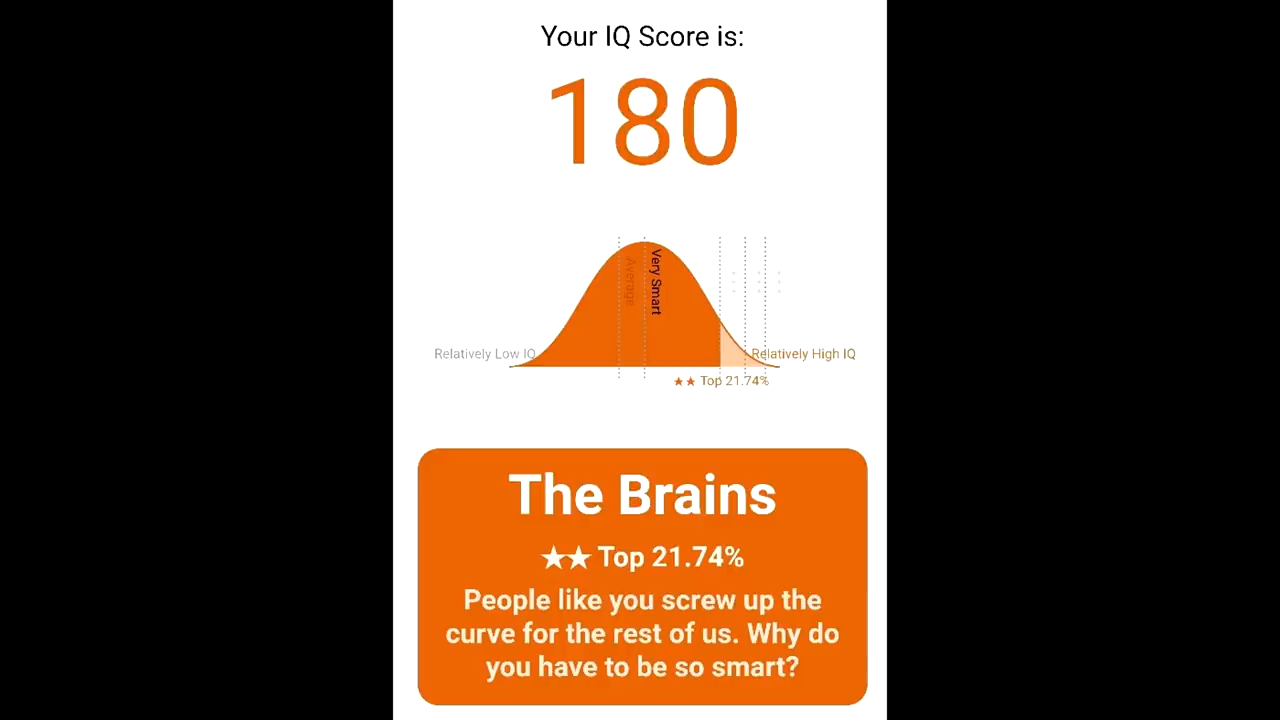 Your IQ Score is:
180
Average
Very Smart
Relatively Low IQ
Relatively High IQ
★★ Top 21.74%
The Brains
★★ Top 21.74%
People like you screw up the
curve for the rest of us. Why do
you have to be so smart?